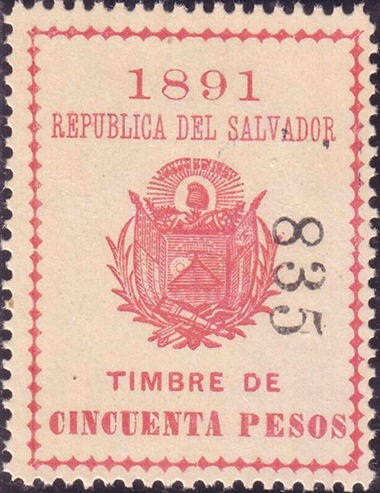 1891
REPUBLICA DEL SALVADOR
835
TIMBRE DE
CINCUENTA PESOS